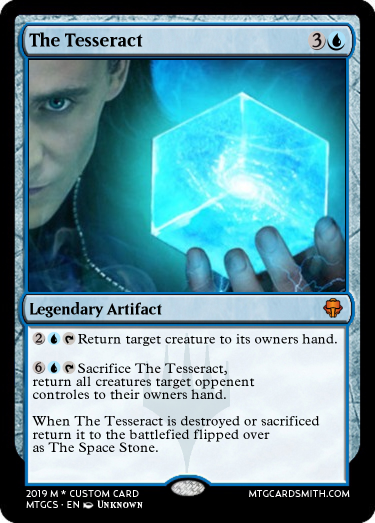 The Tesseract 3
Legendary Artifact
2 Return target creature to its owners hand.
6 Sacrifice The Tesseract,
return all creatures target opponent
controles to their owners hand.
When The Tesseract is destroyed or sacrificed
return it to the battlefied flipped over
as The Space Stone.
2019 M * CUSTOM CARD
MTGCS · EN Unknown
MTGCARDSMITH.COM